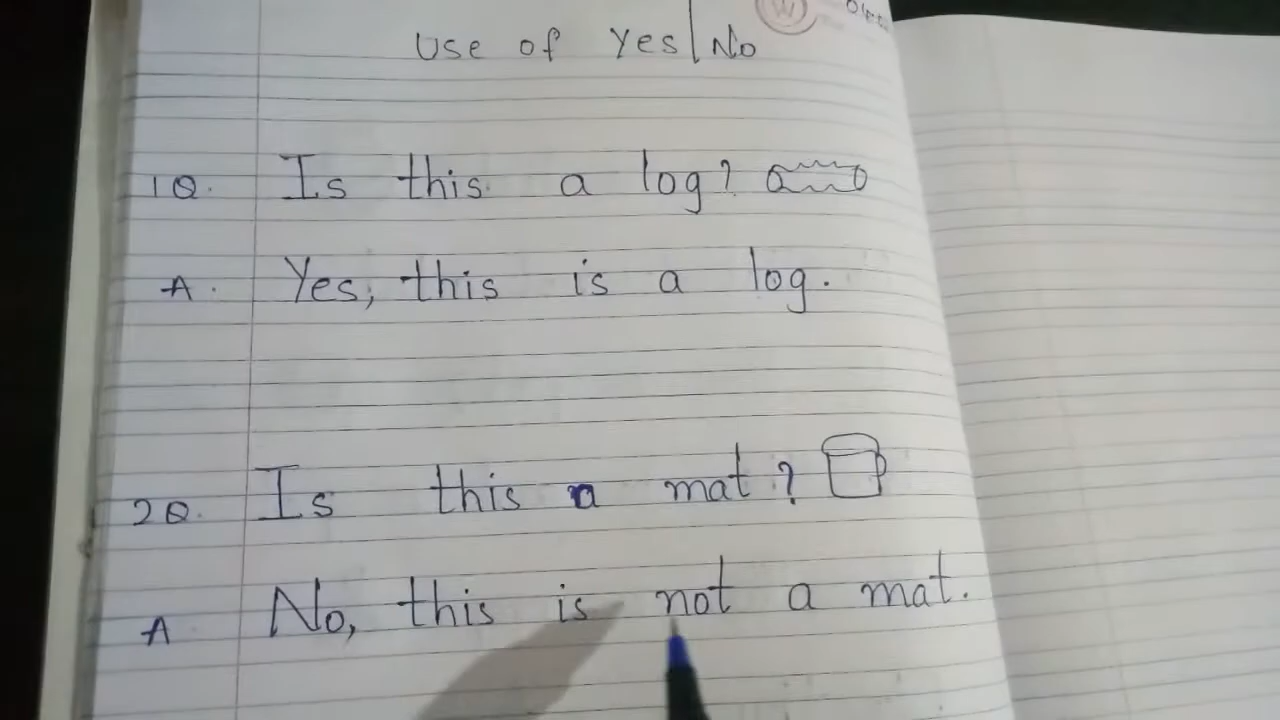 Use of Yes/No
1Q. Is this a log?
A. Yes, this is a log.
2Q. Is this a mat?
A No, this is not a mat.